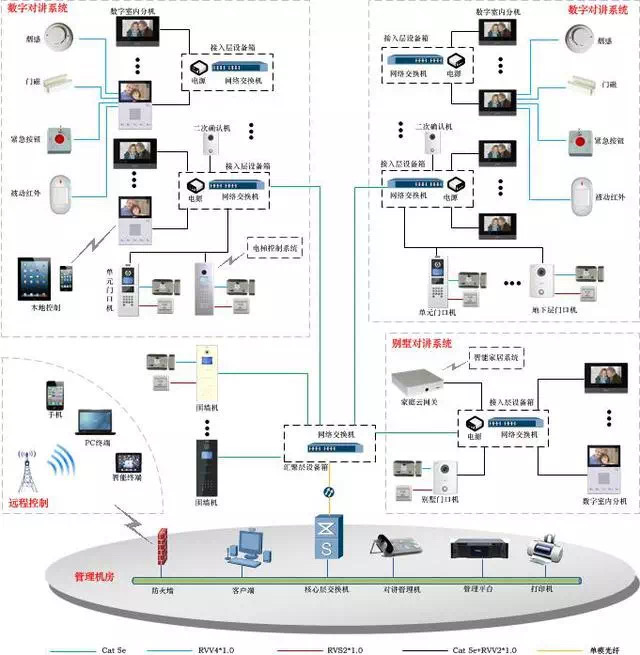 数字对讲系统
数字室内分机
烟感
接入层设备箱
电源
网络交换机
门磁
紧急按钮
二次确认机
接入层设备箱
被动红外
电源
网络交换机
电梯控制系统
本地控制
单元门口机
数字对讲系统
数字室内分机
烟感
接入层设备箱
网络交换机
电源
门磁
二次确认机
紧急按钮
接入层设备箱
被动红外
电源
网络交换机
单元门口机
地下层门口机
别墅对讲系统
智能家居系统
家庭云网关
接入层设备箱
电源
网络交换机
别墅门口机
数字室内分机
围墙机
围墙机
网络交换机
汇聚层设备箱
手机
PC终端
智能终端
远程控制
S
管理机房
防火墙
客户端
核心层交换机
对讲管理机
管理平台
打印机
Cat 5e
RVV4*1.0
RVS2*1.0
Cat 5e+RVV2*1.0
单模光纤